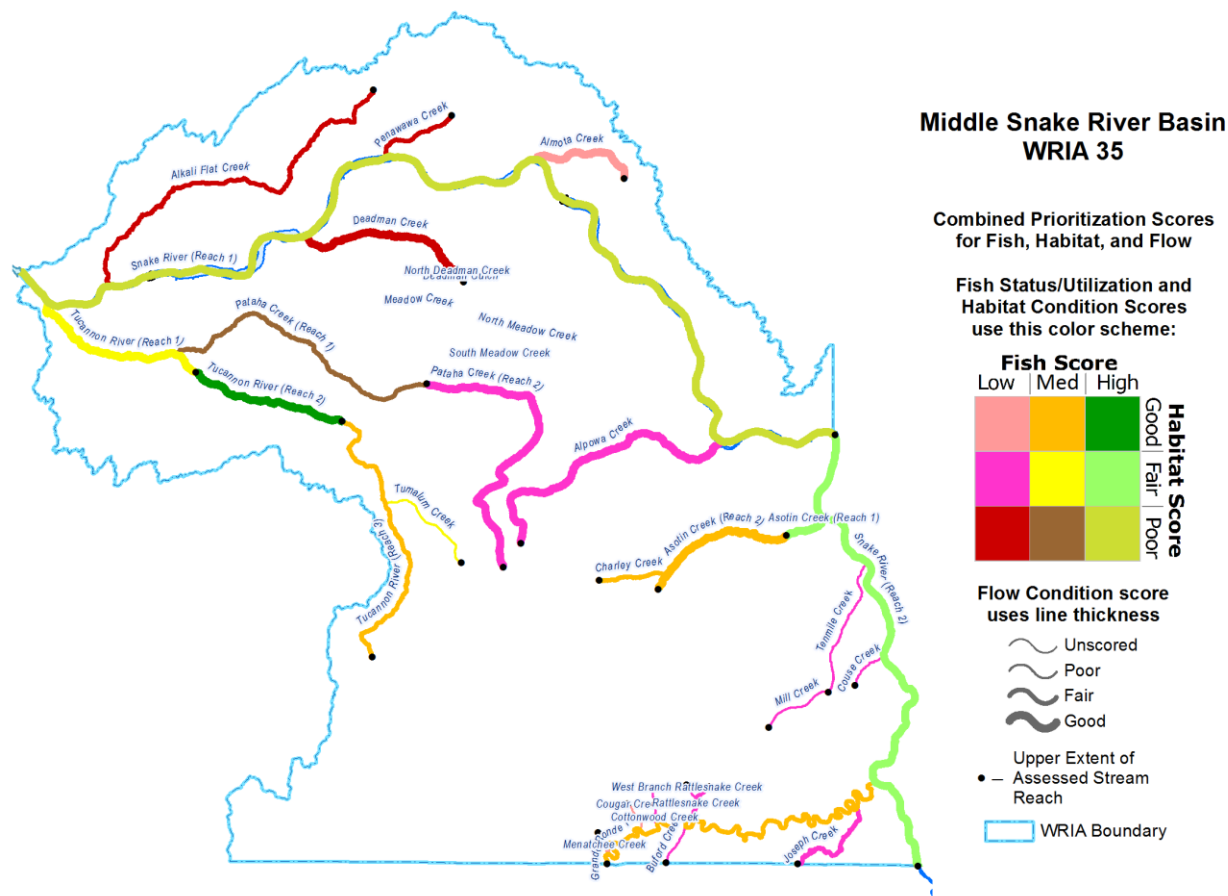 Middle Snake River Basin
WRIA 35
Combined Prioritization Scores
for Fish, Habitat, and Flow
Fish Status/Utilization and
Habitat Condition Scores
use this color scheme:
Fish Score
Low | Med | High
Good
Fair
Poor
Habitat Score
Flow Condition score
uses line thickness
Unscored
Poor
Fair
Good
Upper Extent of
Assessed Stream
Reach
WRIA Boundary
Penawawa Creek
Almota Creek
Alkali Flat Creek
Deadman Creek
Snake River (Reach 1)
North Deadman Creek
Deadman Gulch
Meadow Creek
Pataha Creek (Reach 1)
North Meadow Creek
Tucannon River (Reach 1)
South Meadow Creek
Tucannon River (Reach 2)
Pataha Creek (Reach 2)
Alpowa Creek
Tumalum Creek
Tucannon River (Reach 3)
Asotin Creek (Reach 2)
Asotin Creek (Reach 1)
Charley Creek
Snake River (Reach 2)
Tenmile Creek
Couse Creek
Mill Creek
West Branch Rattlesnake Creek
Cougar Cre
Rattlesnake Creek
Cottonwood Creek
Menatchee Creek
Buford Cree
Joseph Creek